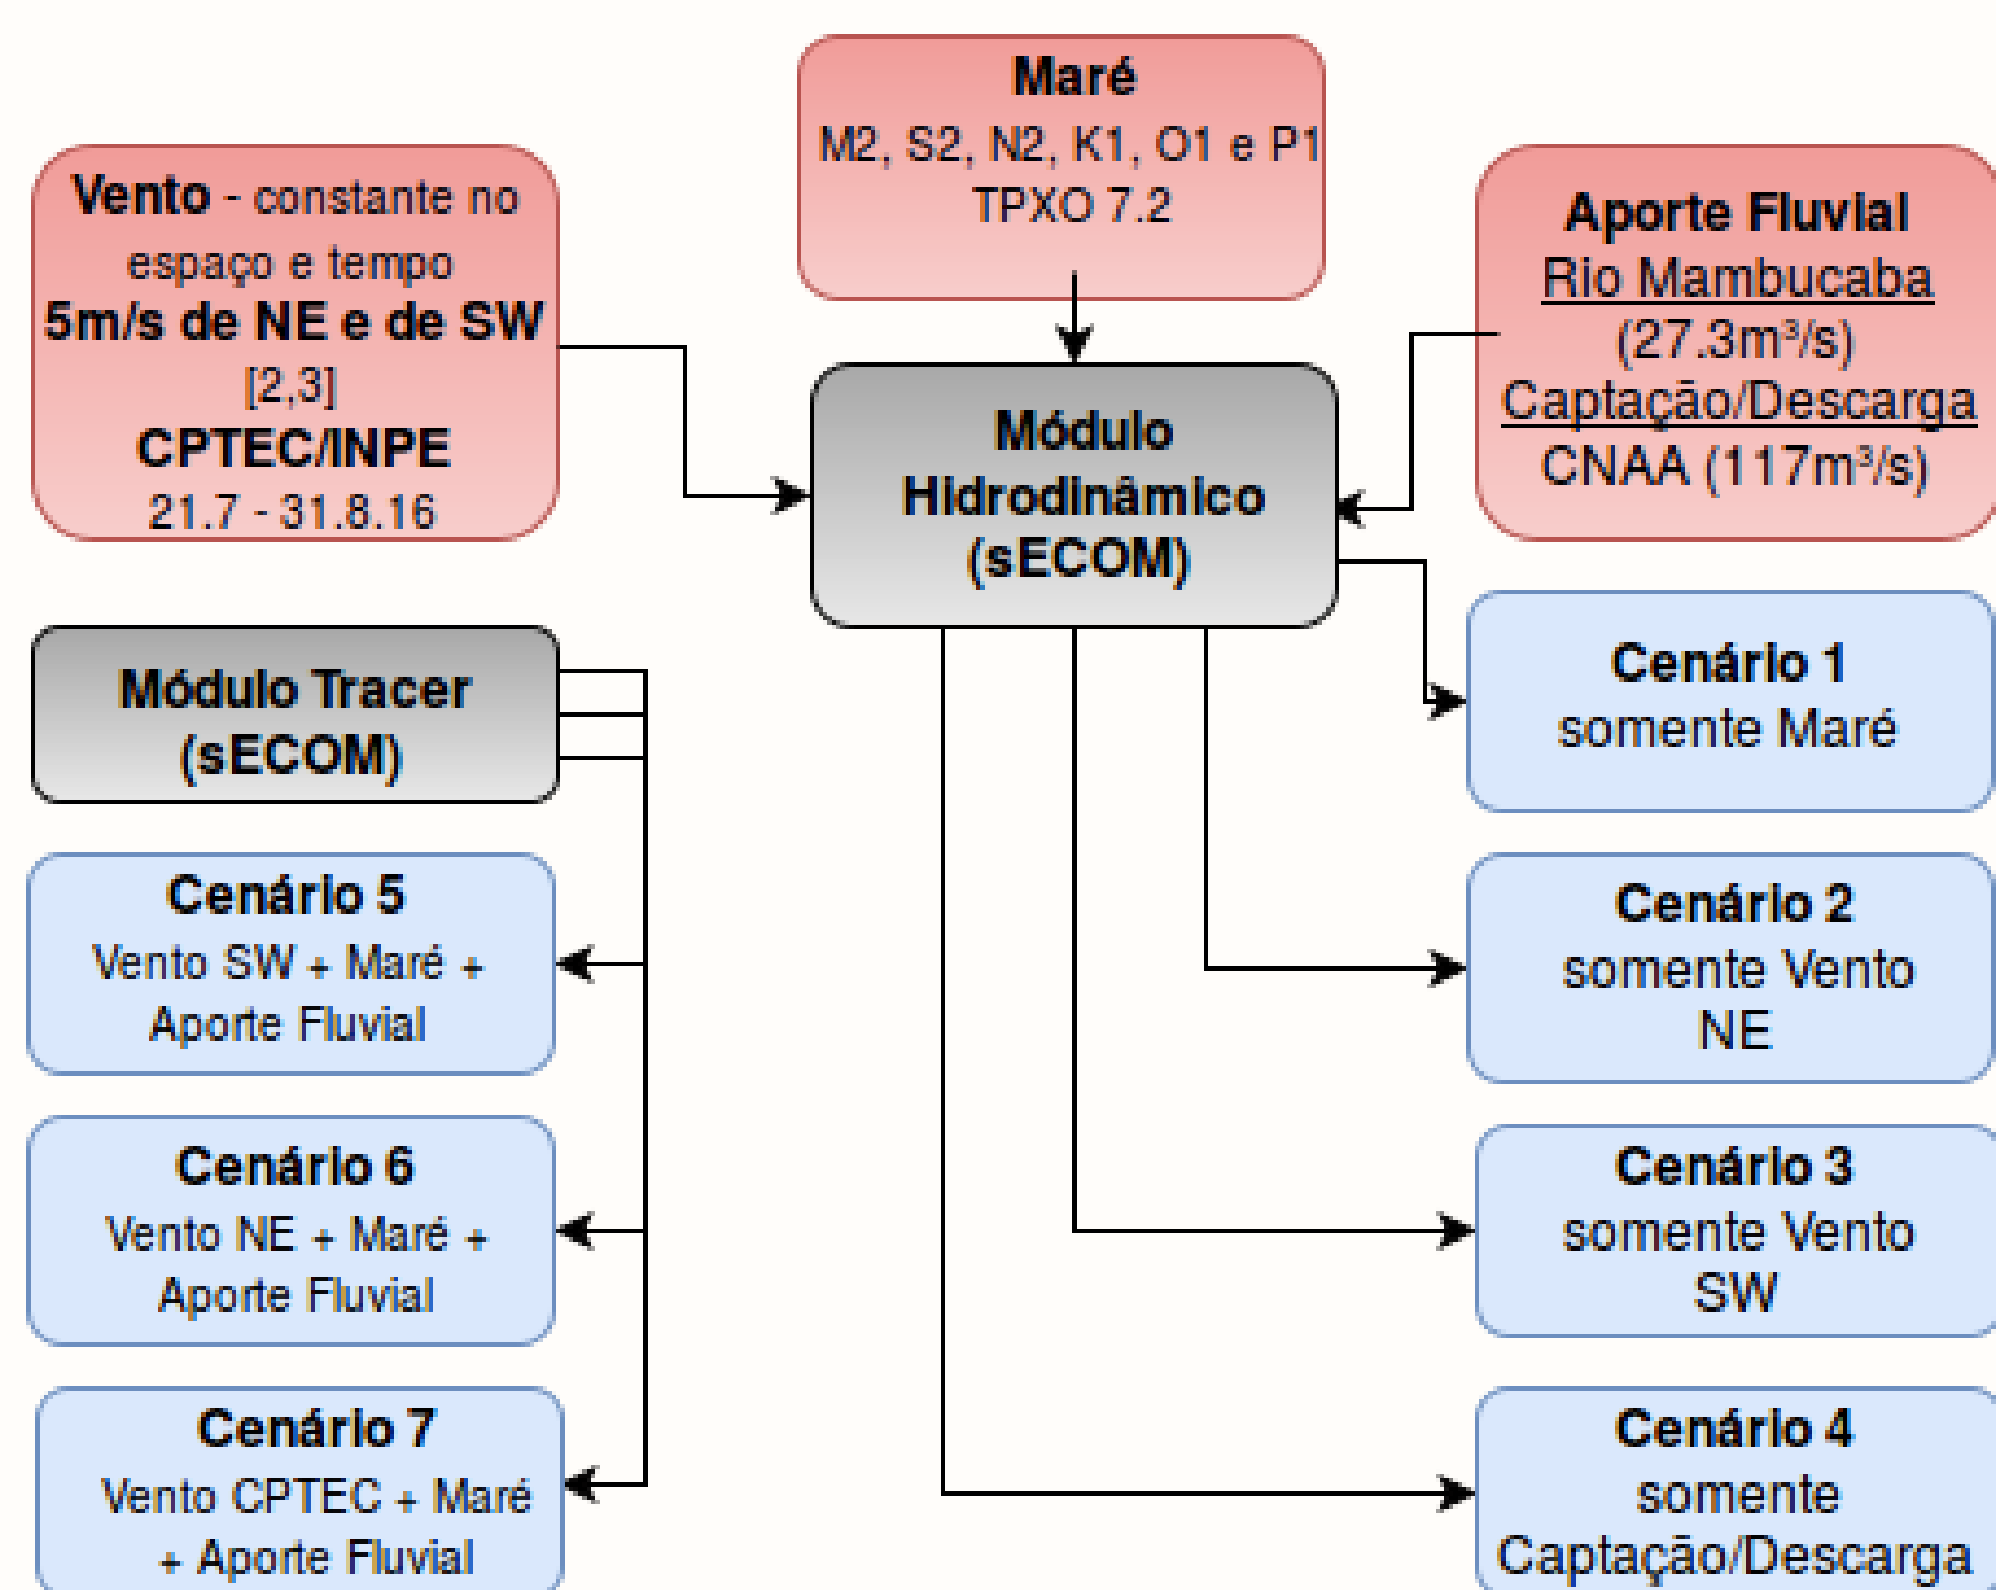 Maré
M2, S2, N2, K1, O1 e P1
TPXO 7.2
Vento - constante no
espaço e tempo
5m/s de NE e de SW
[2,3]
CPTEC/INPE
21.7 - 31.8.16
Aporte Fluvial
Rio Mambucaba
(27.3m³/s)
Captação/Descarga
CNAA (117m³/s)
Módulo
Hidrodinâmico
(sECOM)
Módulo Tracer
(sECOM)
Cenário 1
somente Maré
Cenário 2
somente Vento
NE
Cenário 3
somente Vento
SW
Cenário 4
somente
Captação/Descarga
Cenário 5
Vento SW + Maré +
Aporte Fluvial
Cenário 6
Vento NE + Maré +
Aporte Fluvial
Cenário 7
Vento CPTEC + Maré
+ Aporte Fluvial